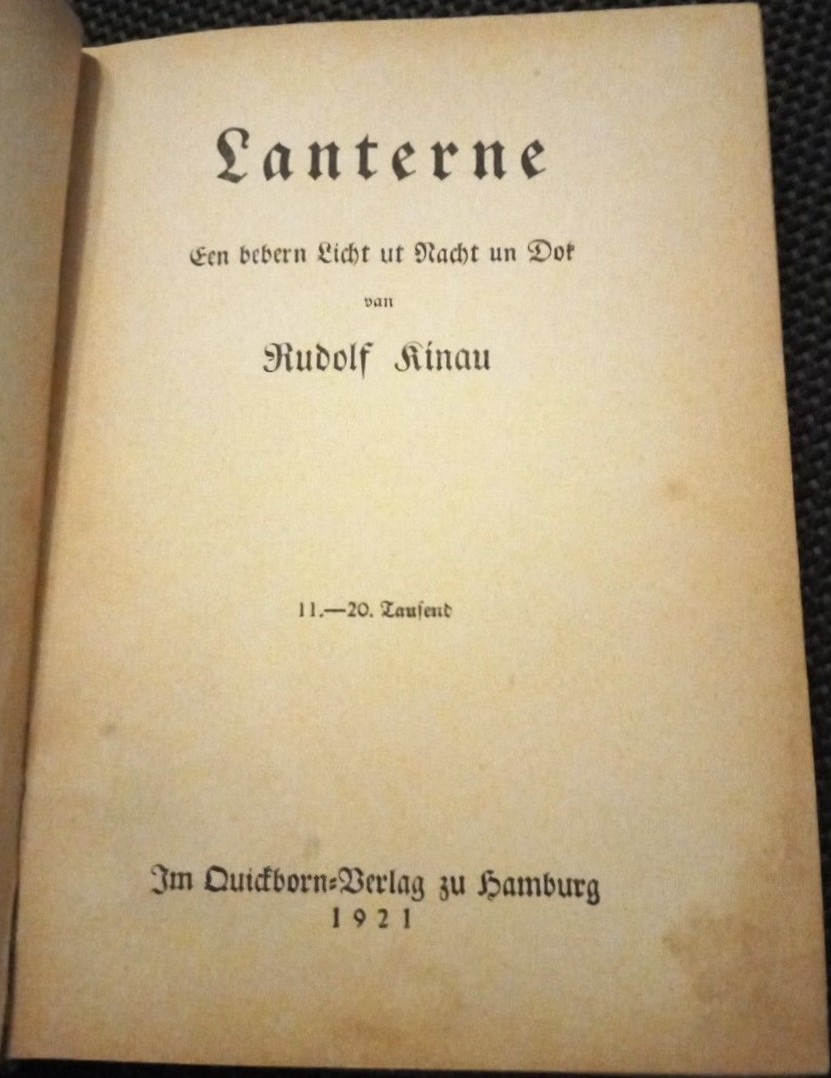 Lanterne
Een bebern Licht ut Nacht un Dok
van
Rudolf Kinau
11.—20. Tausend
Im Quickborn-Verlag zu Hamburg
1921